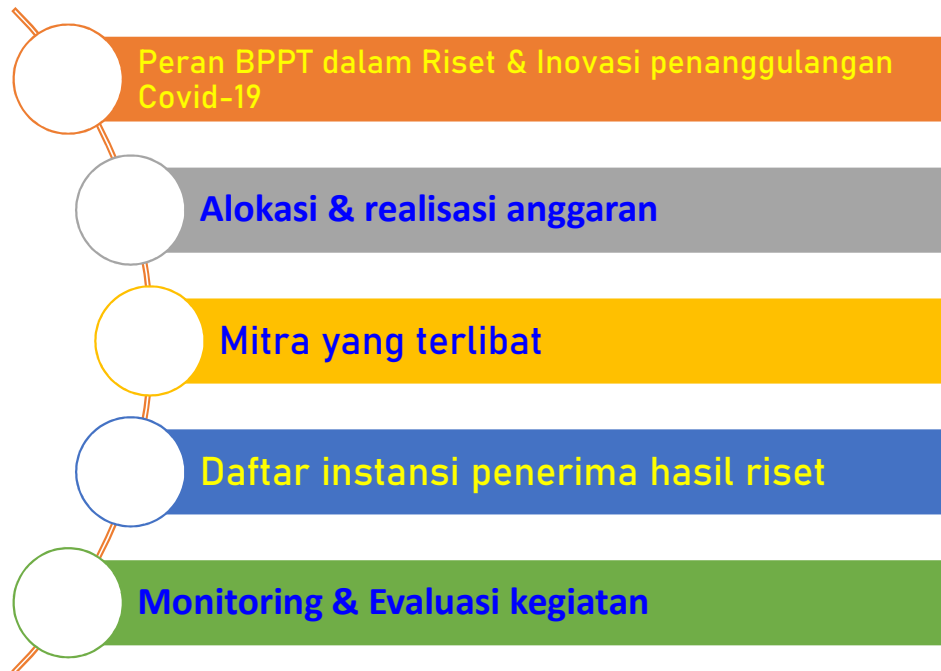 Peran BPPT dalam Riset & Inovasi penanggulangan
Covid-19
Alokasi & realisasi anggaran
Mitra yang terlibat
Daftar instansi penerima hasil riset
Monitoring & Evaluasi kegiatan